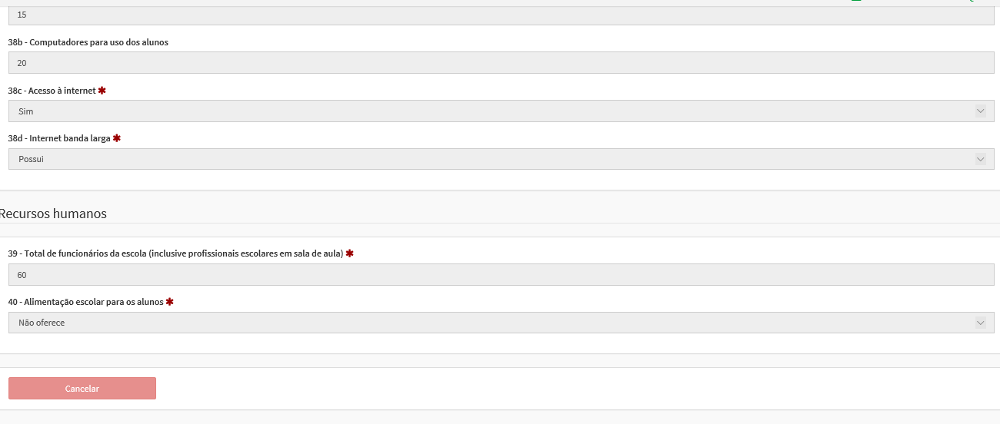 15
38b - Computadores para uso dos alunos
20
38c - Acesso à internet ✱
Sim
38d - Internet banda larga ✱
Possui
Recursos humanos
39 - Total de funcionários da escola (inclusive profissionais escolares em sala de aula) ✱
60
40 - Alimentação escolar para os alunos ✱
Não oferece
Cancelar